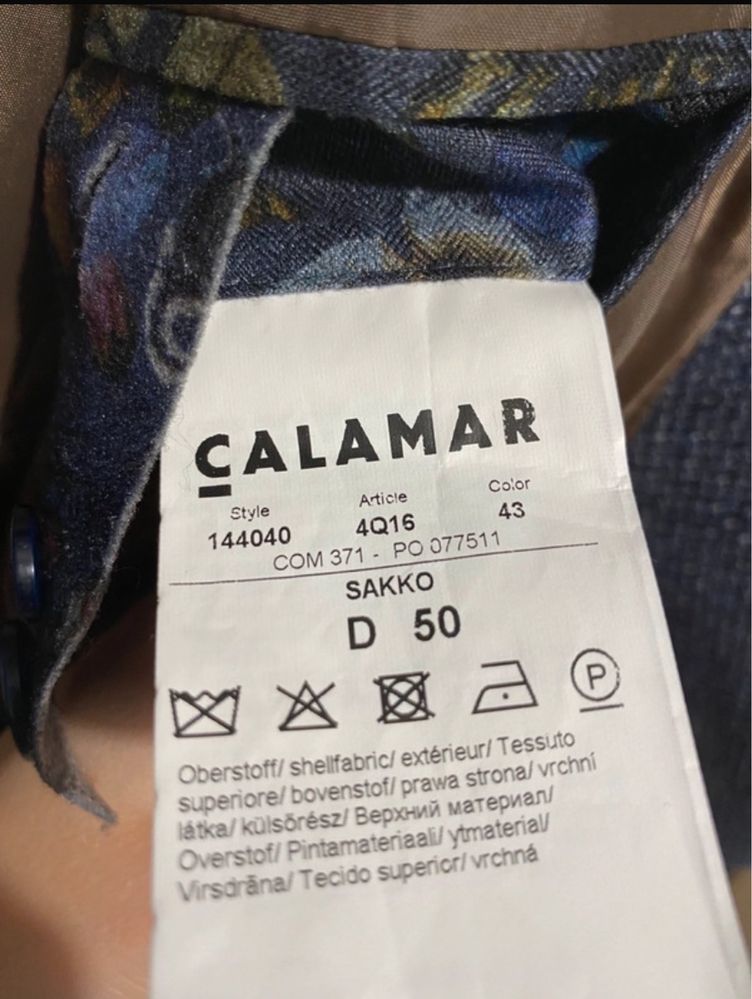 CALAMAR
Style Article Color
144040 4Q16 43
COM 371 - PO 077511
SAKKO
D 50
P
Oberstoff/ shellfabric/ extérieur/ Tessuto
superiore/ bovenstof/ prawa strona/ vrchní
látka/ külsörész/ Верхний материал/
Overstof/ Pintamateriaali/ ytmaterial/
Virsdrāna/ Tecido superior/ vrchná